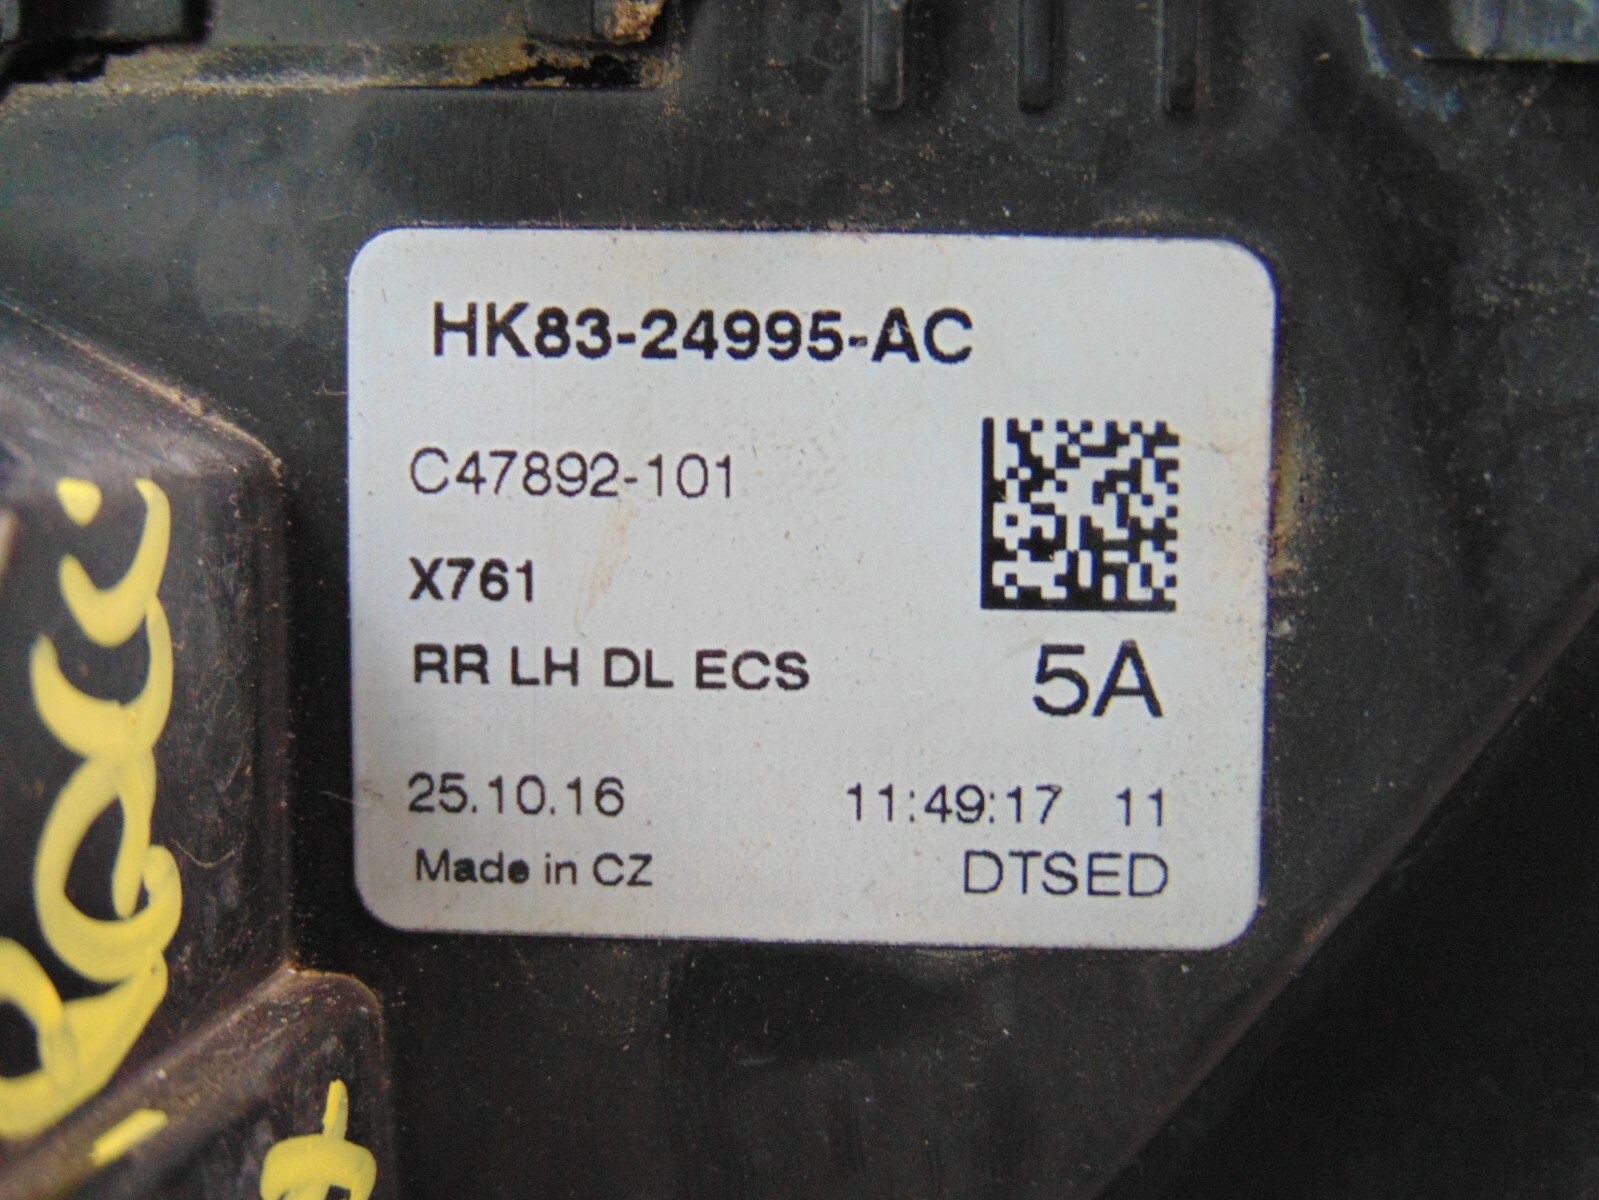 HK83-24995-AC
C47892-101
X761
RR LH DL ECS
5A
25.10.16 11:49:17 11
Made in CZ DTSED